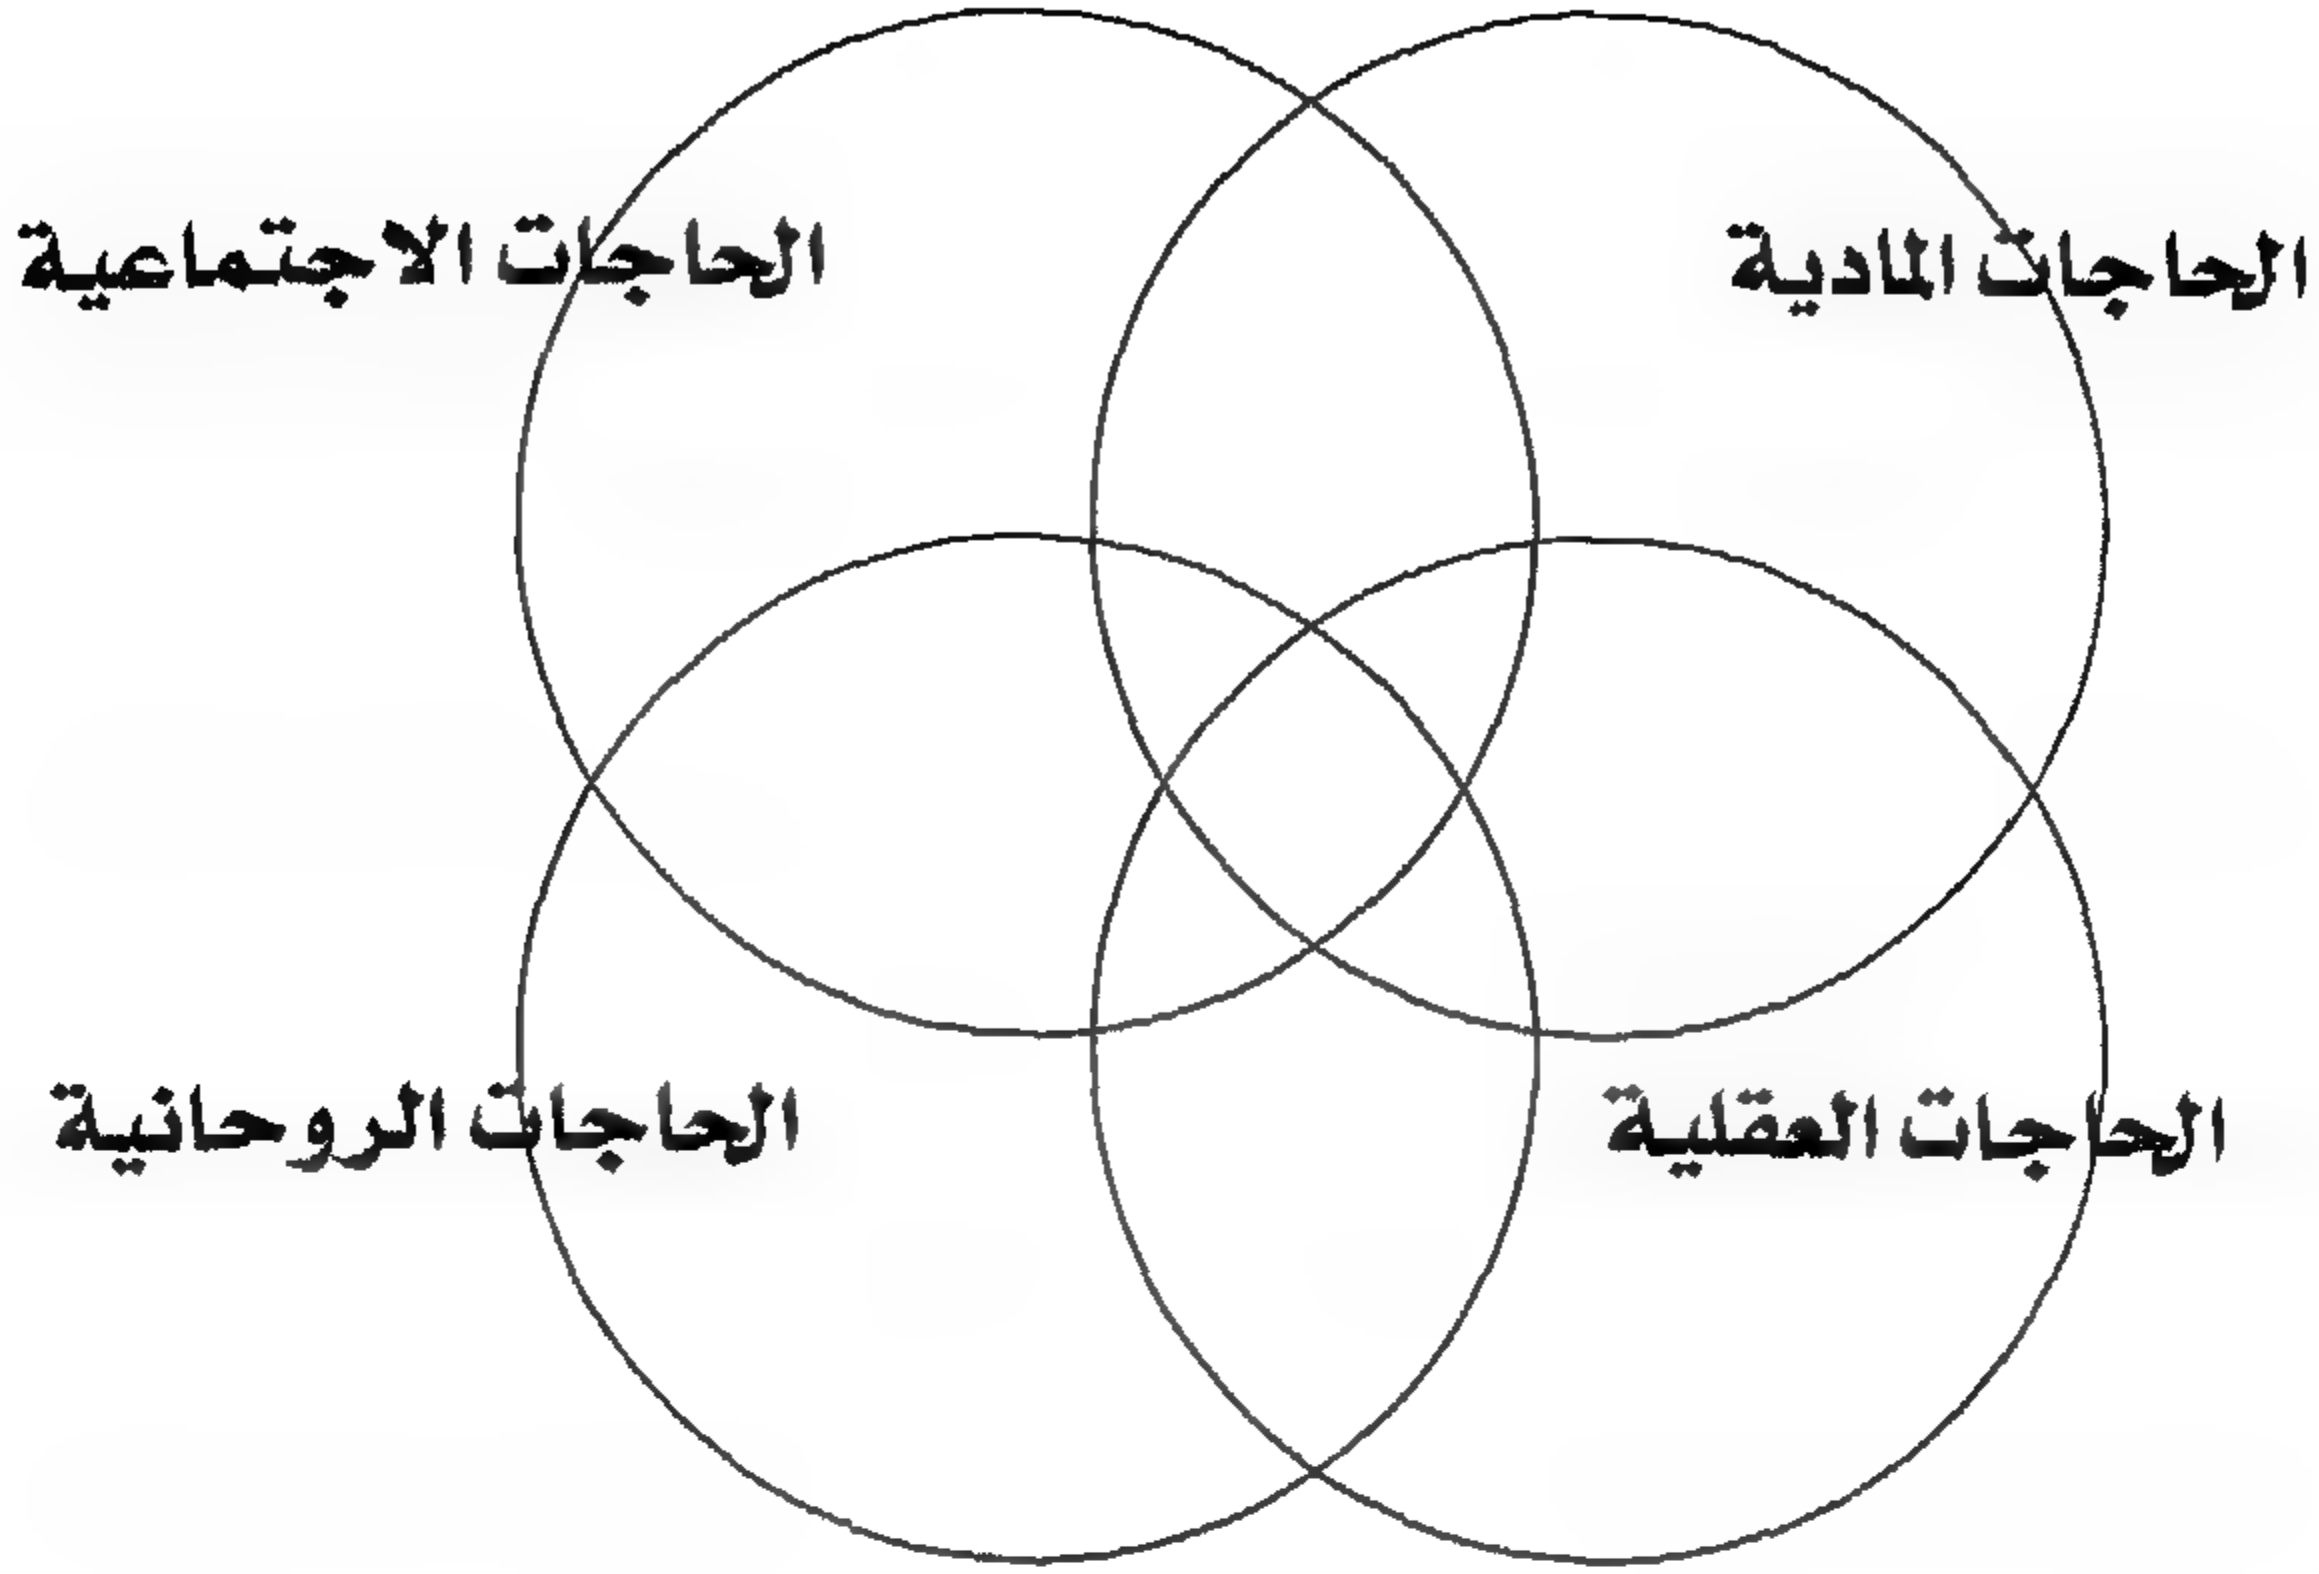 الحاجات المادية
الحاجات الاجتماعية
الحاجات العقلية
الحاجات الروحانية